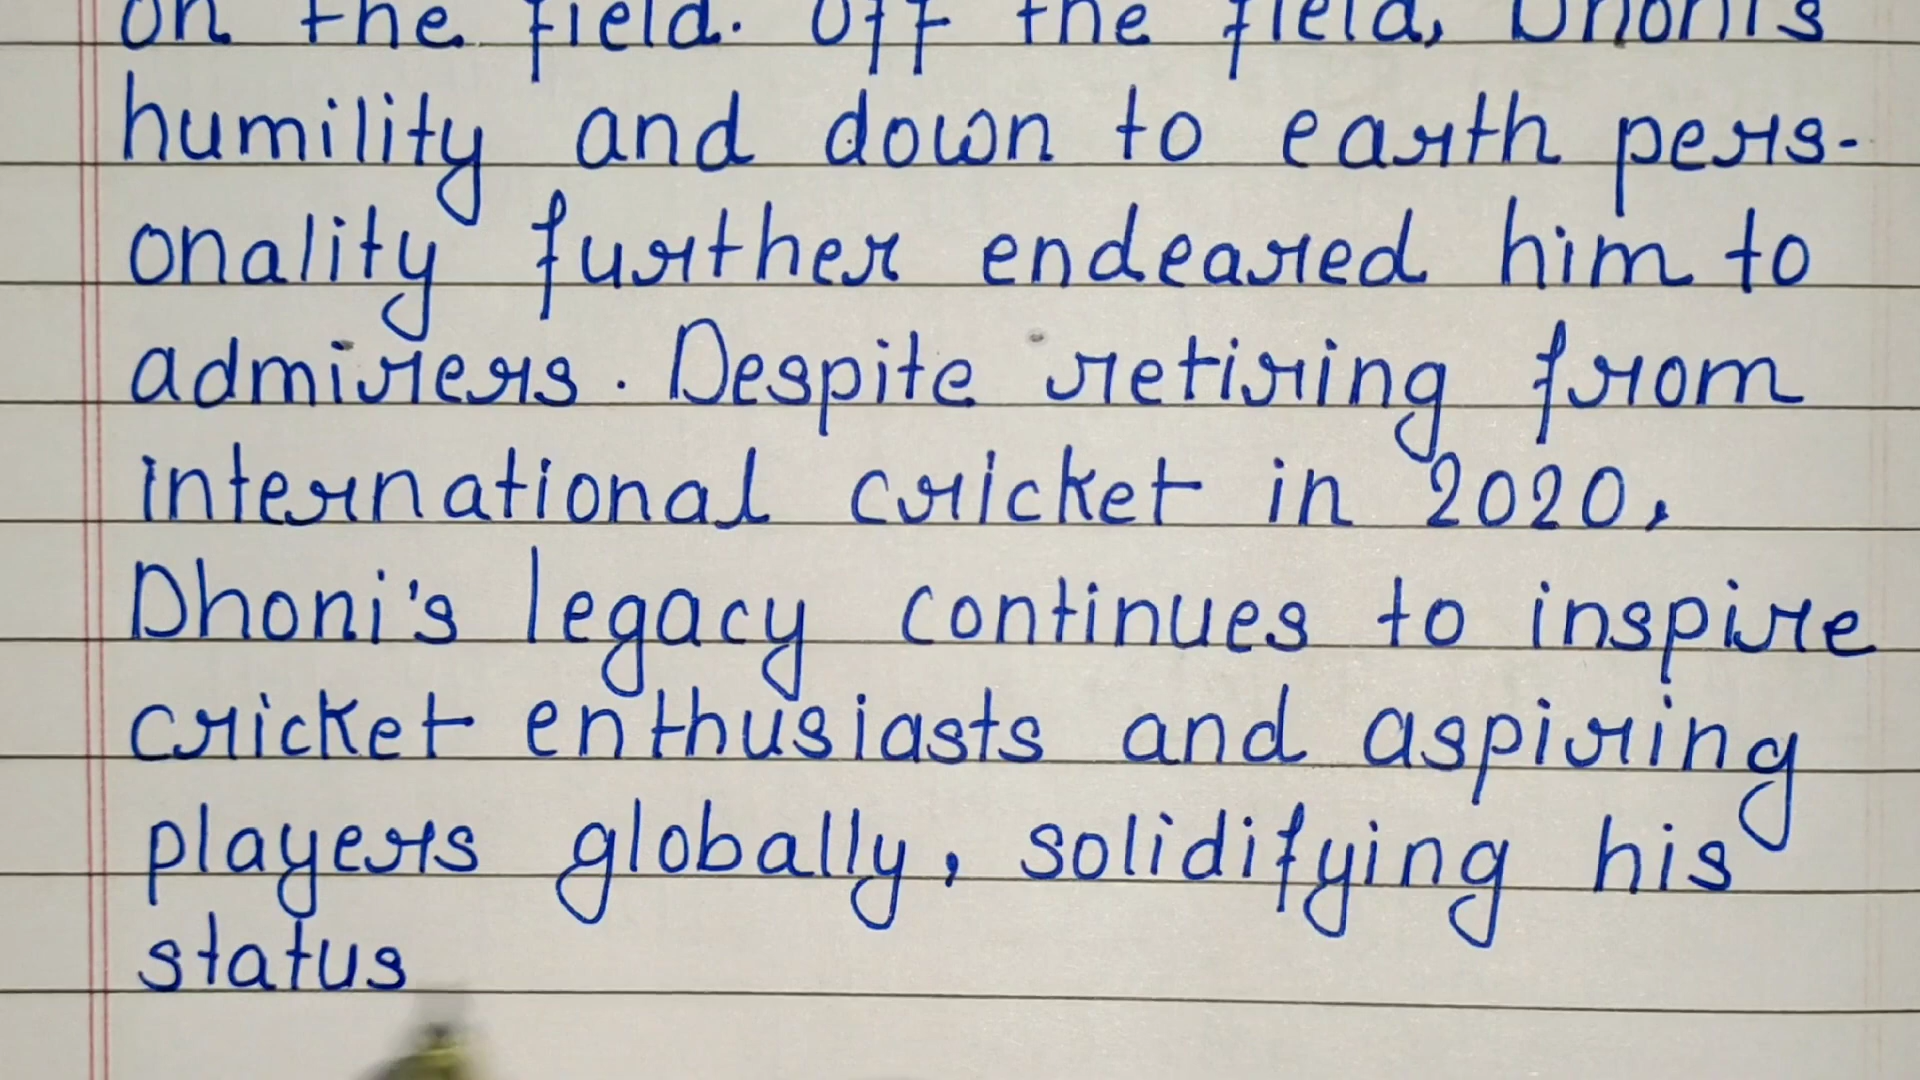 on the field. Off the field, Dhoni's
humility and down to earth pers-
onality further endeared him to
admirers. Despite retiring from
international cricket in 2020,
Dhoni's legacy continues to inspire
cricket enthusiasts and aspiring
players globally, solidifying his
status